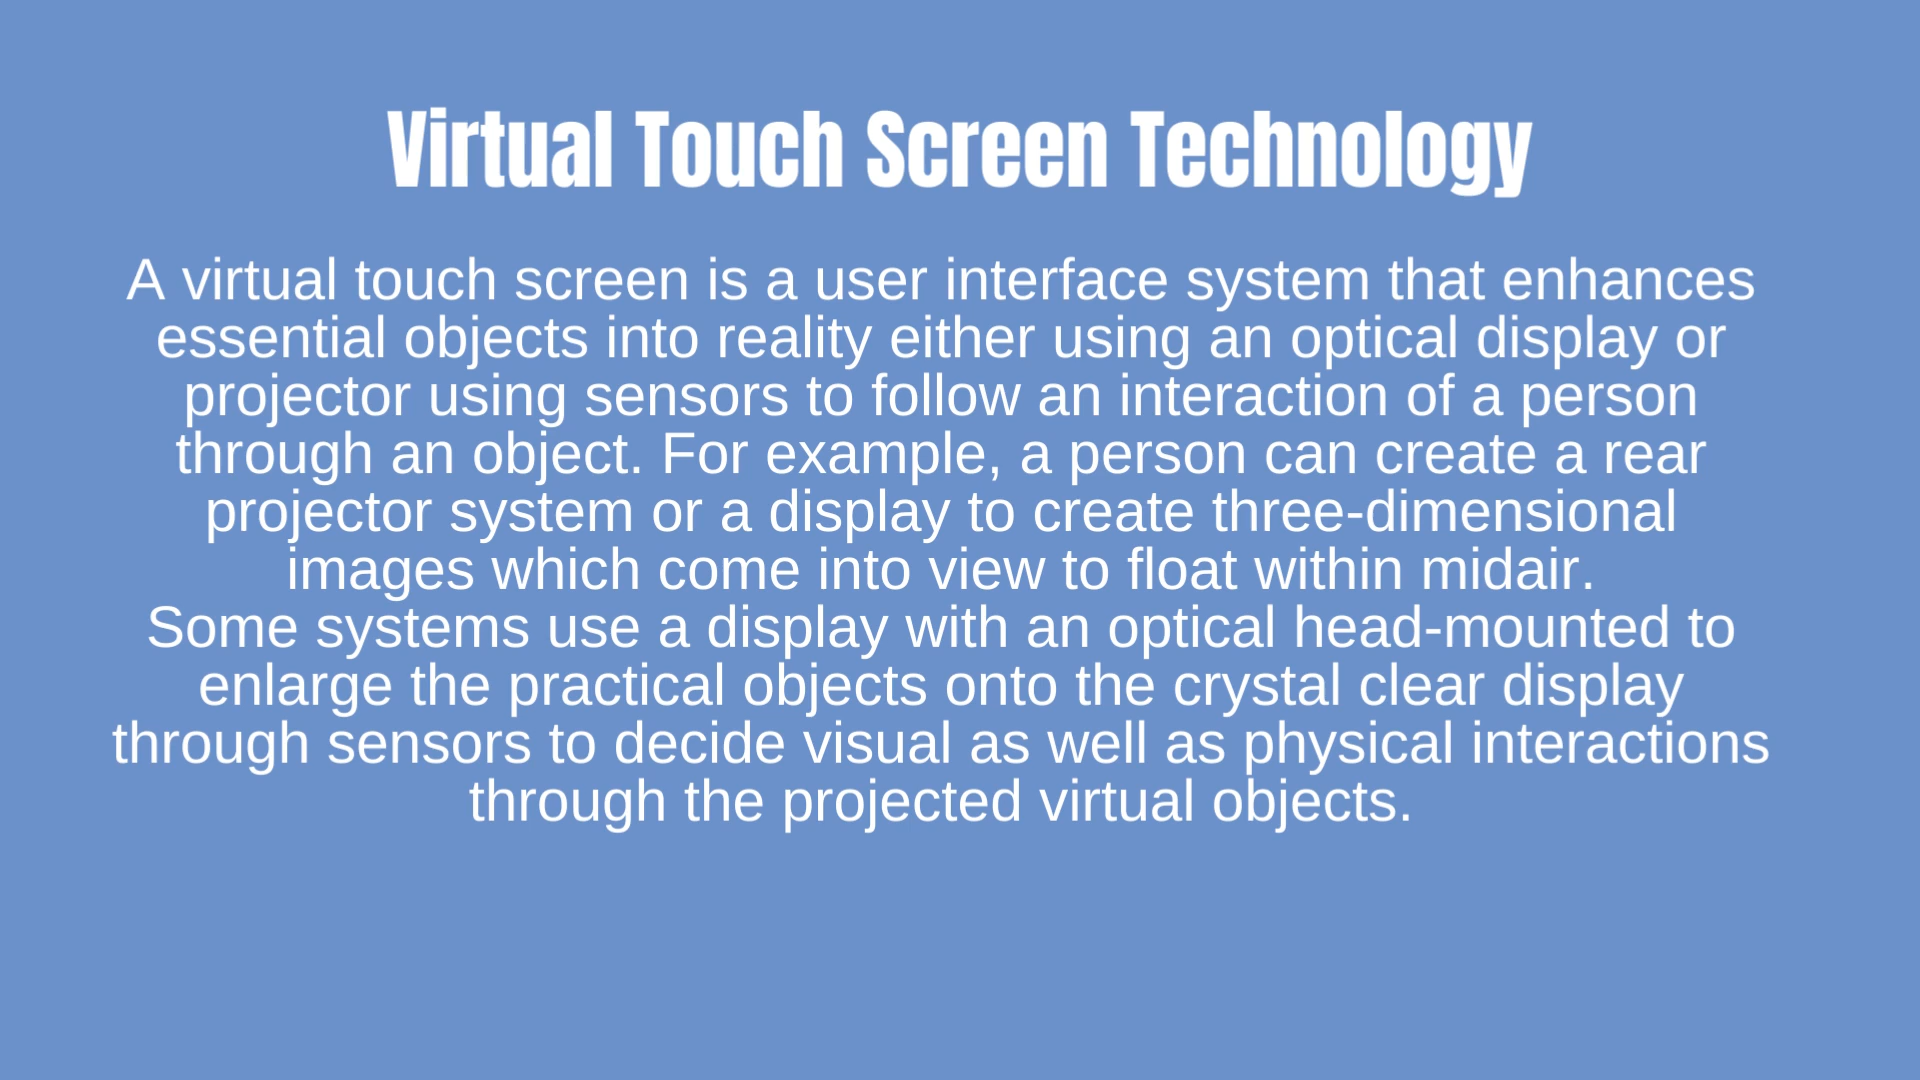 Virtual Touch Screen Technology
A virtual touch screen is a user interface system that enhances
essential objects into reality either using an optical display or
projector using sensors to follow an interaction of a person
through an object. For example, a person can create a rear
projector system or a display to create three-dimensional
images which come into view to float within midair.
Some systems use a display with an optical head-mounted to
enlarge the practical objects onto the crystal clear display
through sensors to decide visual as well as physical interactions
through the projected virtual objects.